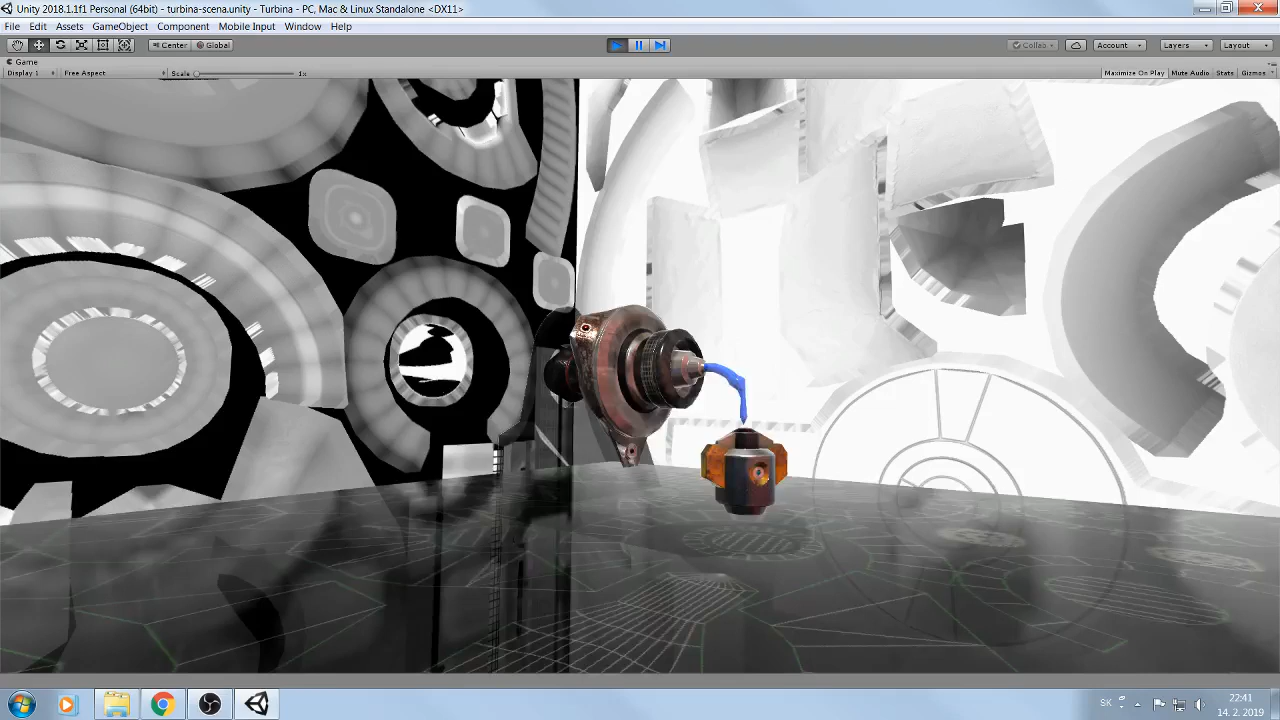 Unity 2018.1.1f1 Personal (64bit) - turbina-scena.unity - Turbina - PC, Mac & Linux Standalone <DX11>
File Edit Assets GameObject Component Mobile Input Window Help
Center Global Collab Account Layers Layout
Game
Display 1 Free Aspect Scale 1x Maximize On Play Mute Audio Stats Gizmos
SK
22:41
14. 2. 2019